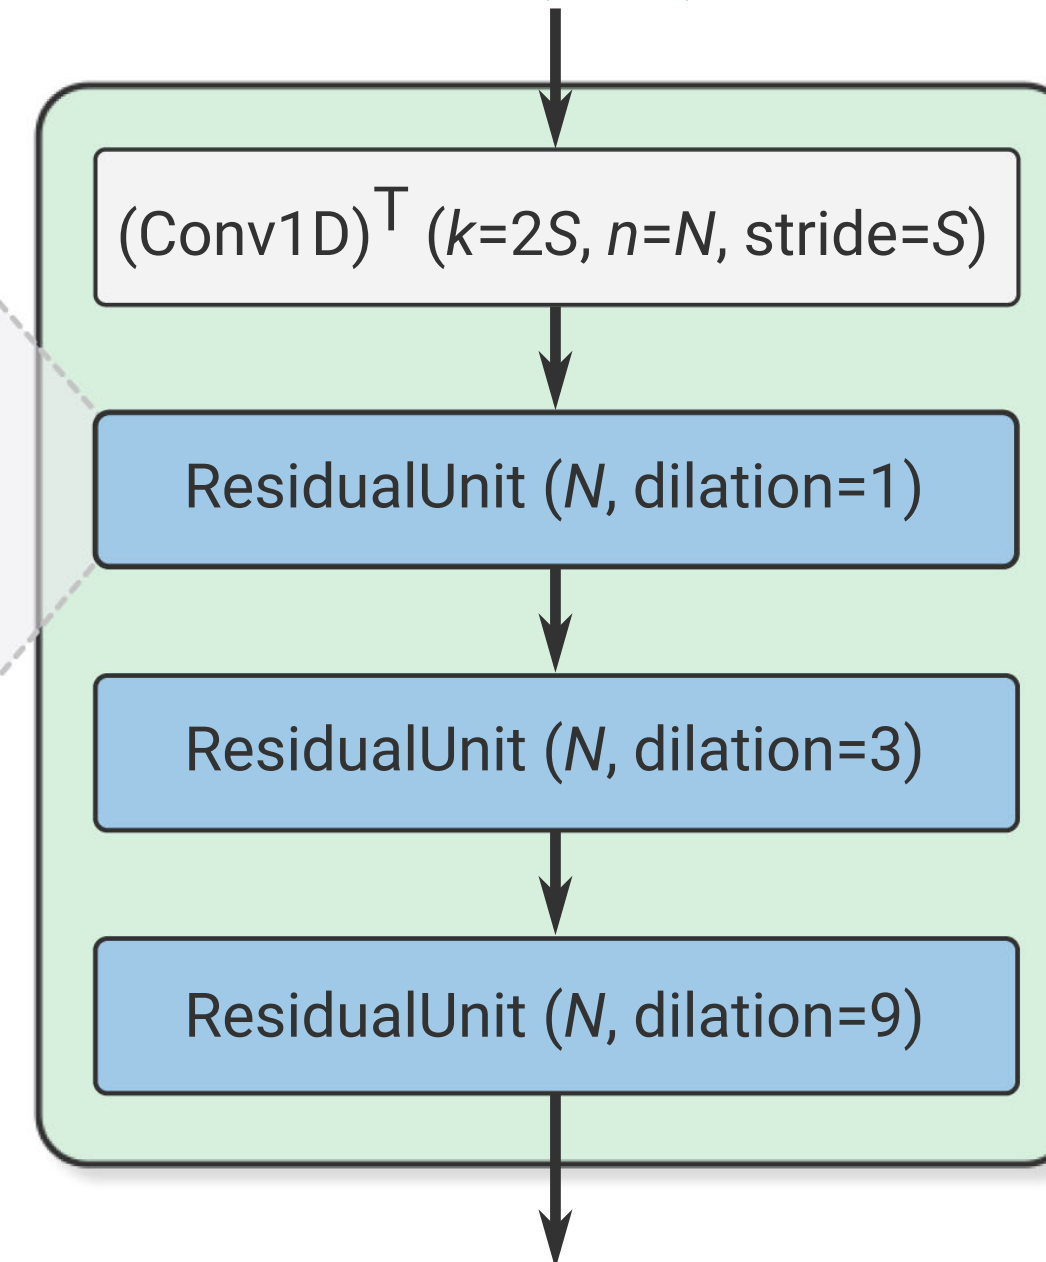 (Conv1D)ᵀ (k=2S, n=N, stride=S)
ResidualUnit (N, dilation=1)
ResidualUnit (N, dilation=3)
ResidualUnit (N, dilation=9)